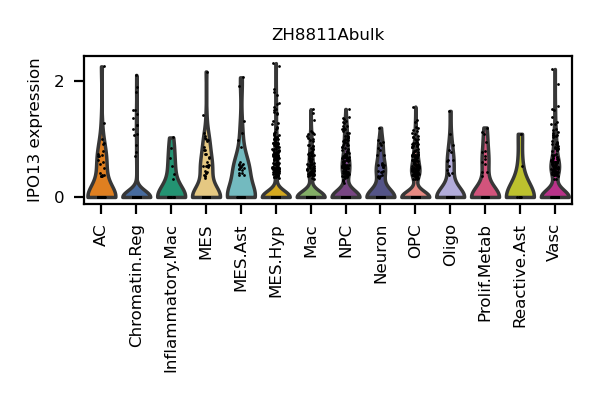 ZH8811Abulk
IPO13 expression
2
0
AC
Chromatin.Reg
Inflammatory.Mac
MES
MES.Ast
MES.Hyp
Mac
NPC
Neuron
OPC
Oligo
Prolif.Metab
Reactive.Ast
Vasc